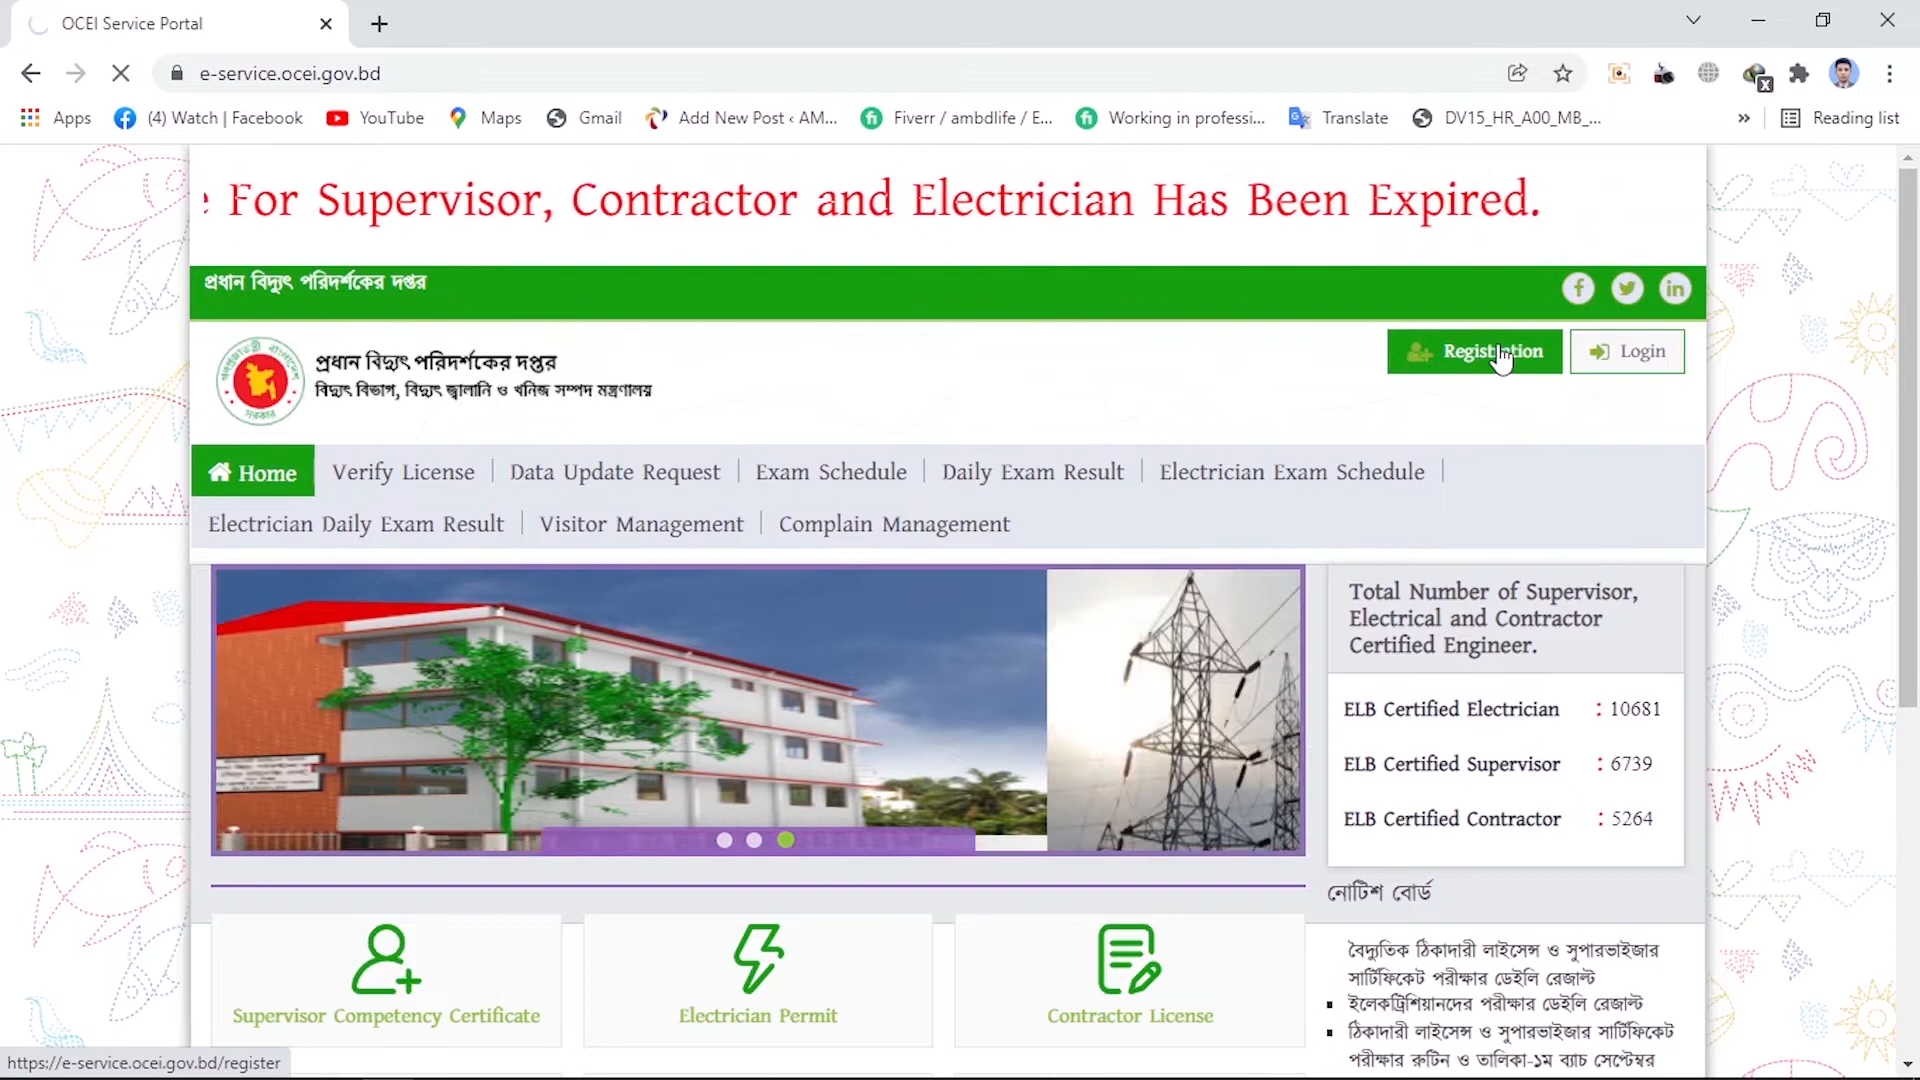 OCEI Service Portal
e-service.ocei.gov.bd
Apps (4) Watch | Facebook YouTube Maps Gmail Add New Post ‹ AM... Fiverr / ambdlife / E... Working in professi... Translate DV15_HR_A00_MB_... » Reading list
e For Supervisor, Contractor and Electrician Has Been Expired.
প্রধান বিদ্যুৎ পরিদর্শকের দপ্তর
প্রধান বিদ্যুৎ পরিদর্শকের দপ্তর
বিদ্যুৎ বিভাগ, বিদ্যুৎ জ্বালানি ও খনিজ সম্পদ মন্ত্রণালয়
Registration Login
Home Verify License Data Update Request Exam Schedule Daily Exam Result Electrician Exam Schedule
Electrician Daily Exam Result Visitor Management Complain Management
Total Number of Supervisor,
Electrical and Contractor
Certified Engineer.
ELB Certified Electrician : 10681
ELB Certified Supervisor : 6739
ELB Certified Contractor : 5264
নোটিশ বোর্ড
বৈদ্যুতিক ঠিকাদারী লাইসেন্স ও সুপারভাইজার
সার্টিফিকেট পরীক্ষার ডেইলি রেজাল্ট
ইলেকট্রিশিয়ানদের পরীক্ষার ডেইলি রেজাল্ট
ঠিকাদারী লাইসেন্স ও সুপারভাইজার সার্টিফিকেট
পরীক্ষার রুটিন ও তালিকা-১ম ব্যাচ সেপ্টেম্বর
Supervisor Competency Certificate Electrician Permit Contractor License
https://e-service.ocei.gov.bd/register